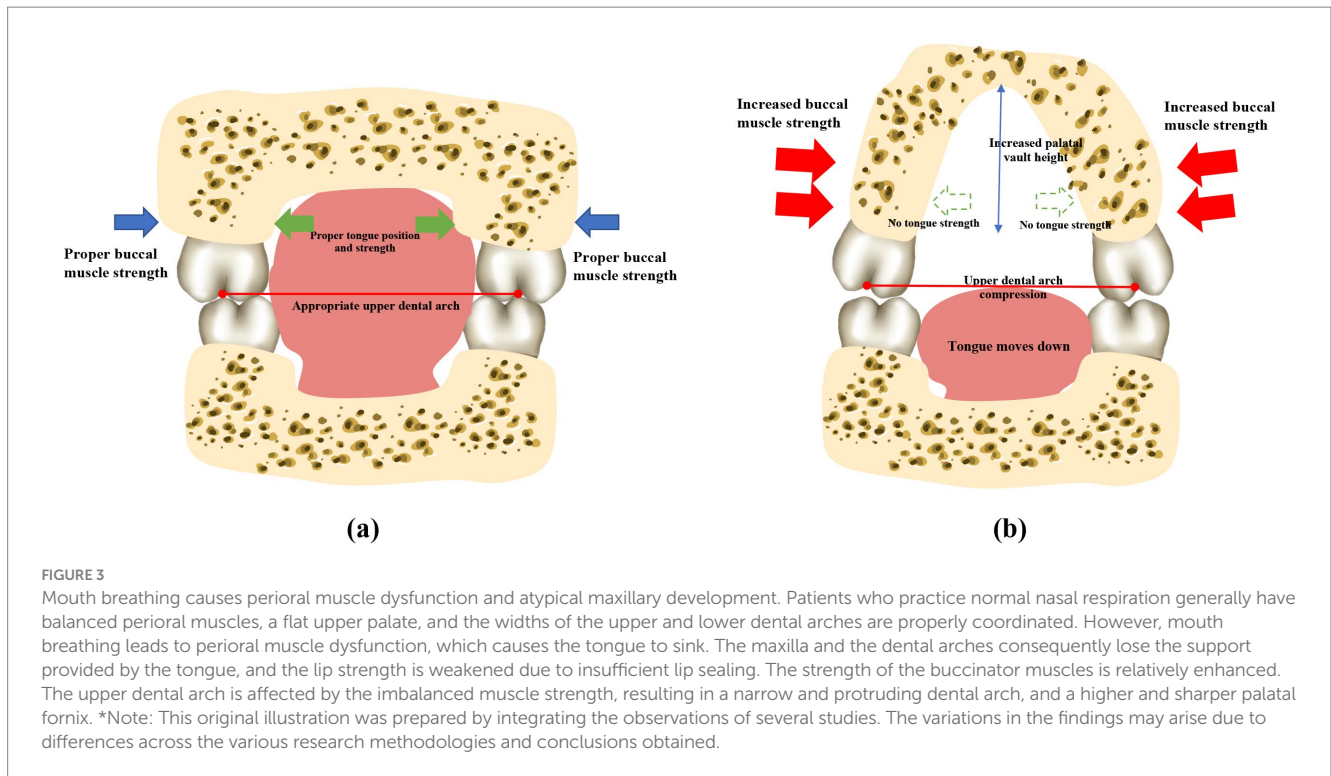 Proper buccal
muscle strength
Proper tongue position
and strength
Proper buccal
muscle strength
Appropriate upper dental arch
(a)
Increased buccal
muscle strength
Increased buccal
muscle strength
Increased palatal
vault height
No tongue strength
No tongue strength
Upper dental arch
compression
Tongue moves down
(b)
FIGURE 3
Mouth breathing causes perioral muscle dysfunction and atypical maxillary development. Patients who practice normal nasal respiration generally have
balanced perioral muscles, a flat upper palate, and the widths of the upper and lower dental arches are properly coordinated. However, mouth
breathing leads to perioral muscle dysfunction, which causes the tongue to sink. The maxilla and the dental arches consequently lose the support
provided by the tongue, and the lip strength is weakened due to insufficient lip sealing. The strength of the buccinator muscles is relatively enhanced.
The upper dental arch is affected by the imbalanced muscle strength, resulting in a narrow and protruding dental arch, and a higher and sharper palatal
fornix. *Note: This original illustration was prepared by integrating the observations of several studies. The variations in the findings may arise due to
differences across the various research methodologies and conclusions obtained.